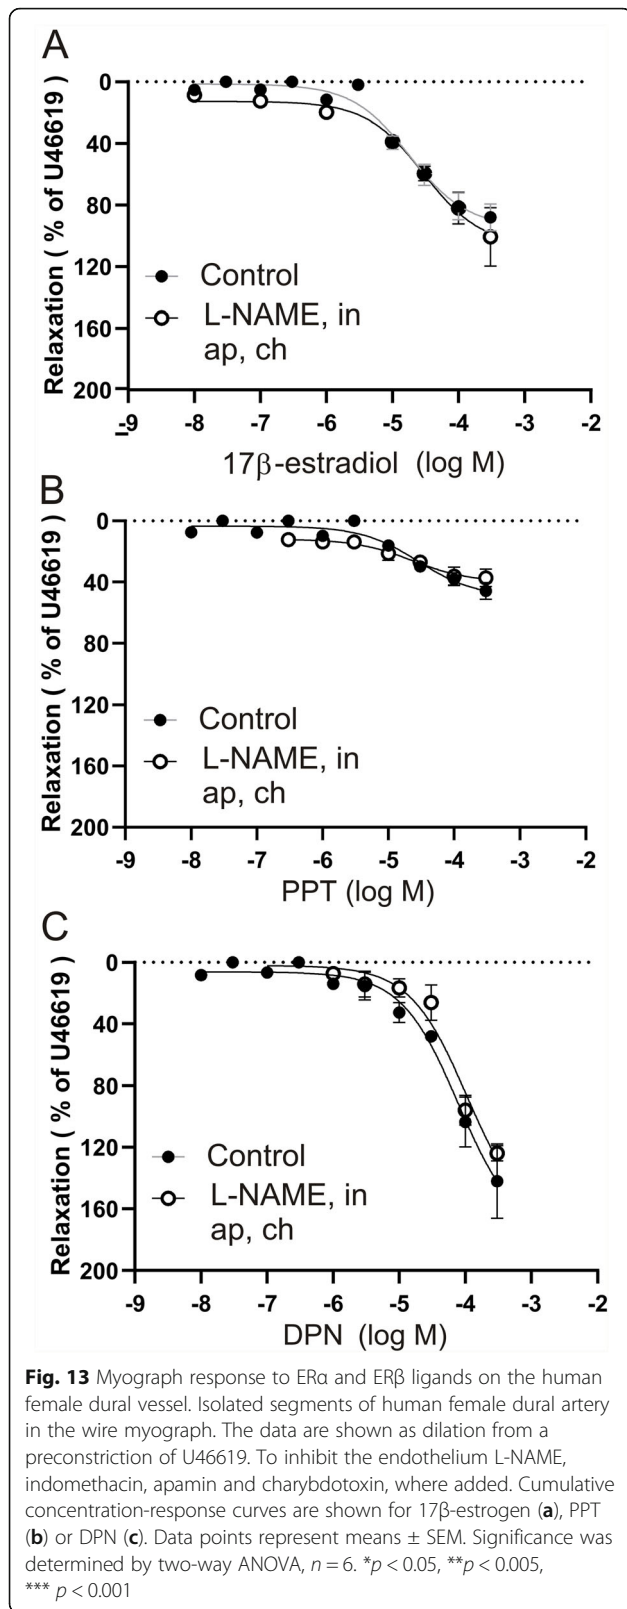 A
0
40
80
120
160
200
Relaxation ( % of U46619 )
Control
L-NAME, in
ap, ch
-9 -8 -7 -6 -5 -4 -3 -2
17β-estradiol (log M)
B
0
40
80
120
160
200
Relaxation ( % of U46619 )
Control
L-NAME, in
ap, ch
-9 -8 -7 -6 -5 -4 -3 -2
PPT (log M)
C
0
40
80
120
160
200
Relaxation ( % of U46619 )
Control
L-NAME, in
ap, ch
-9 -8 -7 -6 -5 -4 -3 -2
DPN (log M)
Fig. 13 Myograph response to ERα and ERβ ligands on the human
female dural vessel. Isolated segments of human female dural artery
in the wire myograph. The data are shown as dilation from a
preconstriction of U46619. To inhibit the endothelium L-NAME,
indomethacin, apamin and charybdotoxin, where added. Cumulative
concentration-response curves are shown for 17β-estrogen (a), PPT
(b) or DPN (c). Data points represent means ± SEM. Significance was
determined by two-way ANOVA, n = 6. *p < 0.05, **p < 0.005,
*** p < 0.001